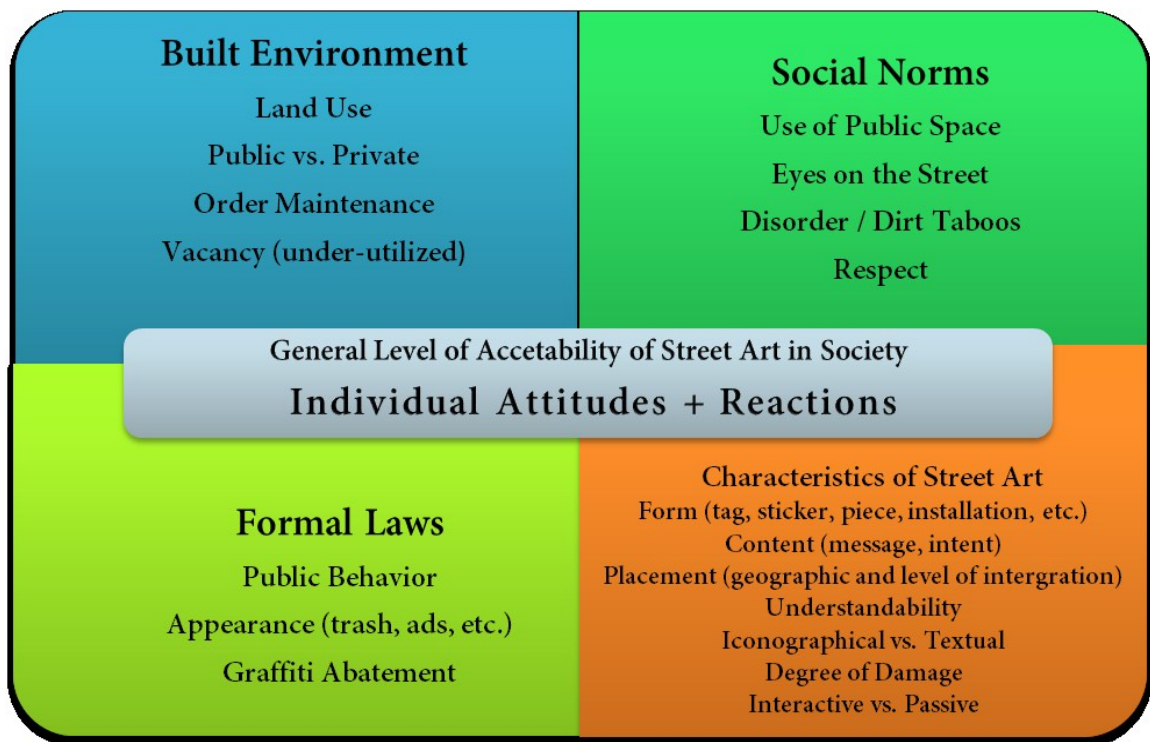 Built Environment
Land Use
Public vs. Private
Order Maintenance
Vacancy (under-utilized)
Social Norms
Use of Public Space
Eyes on the Street
Disorder / Dirt Taboos
Respect
General Level of Accetability of Street Art in Society
Individual Attitudes + Reactions
Formal Laws
Public Behavior
Appearance (trash, ads, etc.)
Graffiti Abatement
Characteristics of Street Art
Form (tag, sticker, piece, installation, etc.)
Content (message, intent)
Placement (geographic and level of intergration)
Understandability
Iconographical vs. Textual
Degree of Damage
Interactive vs. Passive